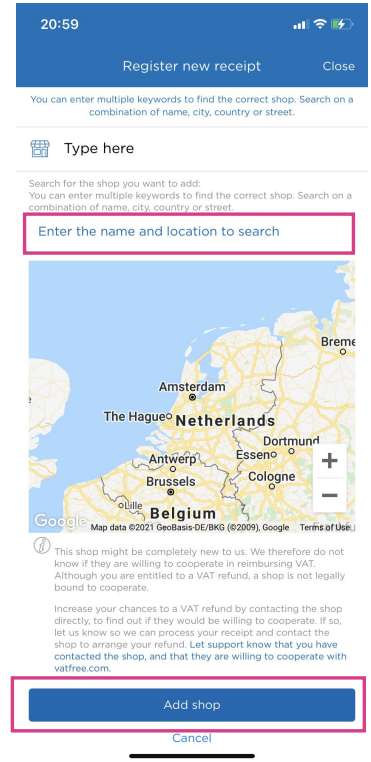 20:59
Register new receipt Close
You can enter multiple keywords to find the correct shop. Search on a
combination of name, city, country or street.
Type here
Search for the shop you want to add:
You can enter multiple keywords to find the correct shop. Search on a
combination of name, city, country or street.
Enter the name and location to search
Breme
Amsterdam
The Hague Netherlands
Dortmund
Antwerp Essen
Brussels Cologne
Lille
Belgium
Google Map data ©2021 GeoBasis-DE/BKG (©2009), Google Terms of Use
This shop might be completely new to us. We therefore do not
know if they are willing to cooperate in reimbursing VAT.
Although you are entitled to a VAT refund, a shop is not legally
bound to cooperate.
Increase your chances to a VAT refund by contacting the shop
directly, to find out if they would be willing to cooperate. If so,
let us know so we can process your receipt and contact the
shop to arrange your refund. Let support know that you have
contacted the shop, and that they are willing to cooperate with
vatfree.com.
Add shop
Cancel